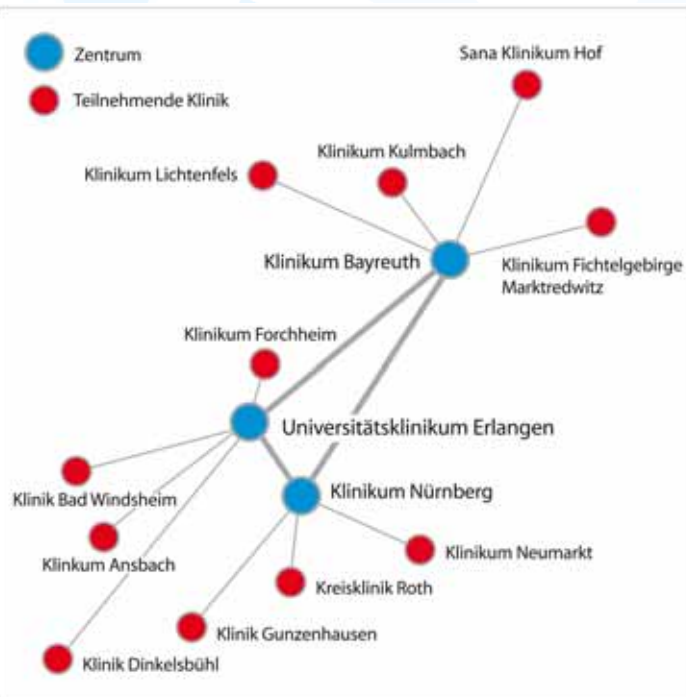 Zentrum
Teilnehmende Klinik
Sana Klinikum Hof
Klinikum Kulmbach
Klinikum Lichtenfels
Klinikum Bayreuth
Klinikum Fichtelgebirge
Marktredwitz
Klinikum Forchheim
Universitätsklinikum Erlangen
Klinik Bad Windsheim
Klinikum Nürnberg
Klinkum Ansbach
Klinikum Neumarkt
Kreisklinik Roth
Klinik Gunzenhausen
Klinik Dinkelsbühl